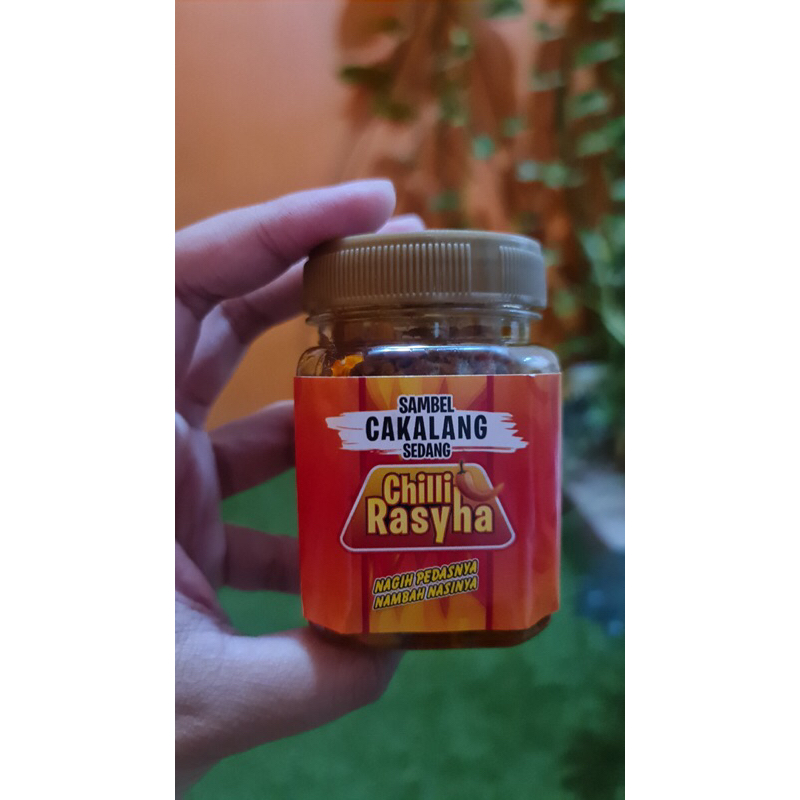 SAMBEL
CAKALANG
SEDANG
Chilli
Rasyha
NAGIH PEDASNYA
NAMBAH NASINYA